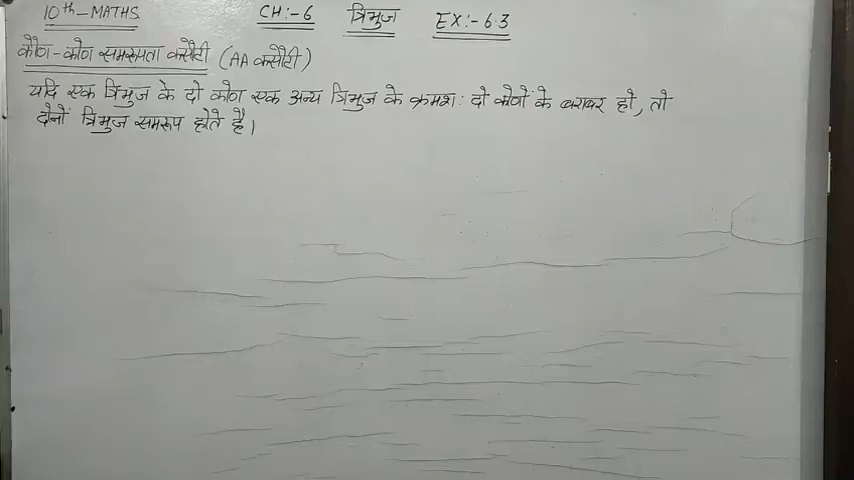 10th-MATHS CH:-6 त्रिभुज EX:-6.3
कोण-कोण समरूपता कसौटी (AA कसौटी)
यदि एक त्रिभुज के दो कोण एक अन्य त्रिभुज के क्रमश: दो कोणों के बराबर हो, तो
दोनों त्रिभुज समरूप होते है।